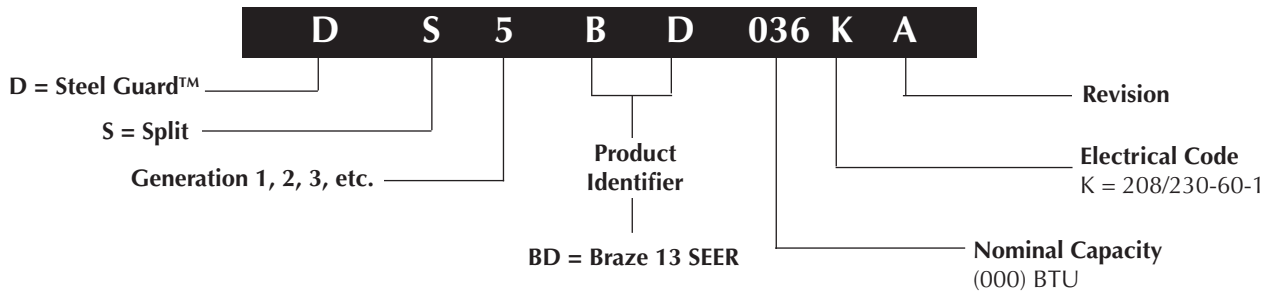 D S 5 B D 036 K A
D = Steel Guard™
S = Split
Generation 1, 2, 3, etc.
Product
Identifier
BD = Braze 13 SEER
Revision
Electrical Code
K = 208/230-60-1
Nominal Capacity
(000) BTU